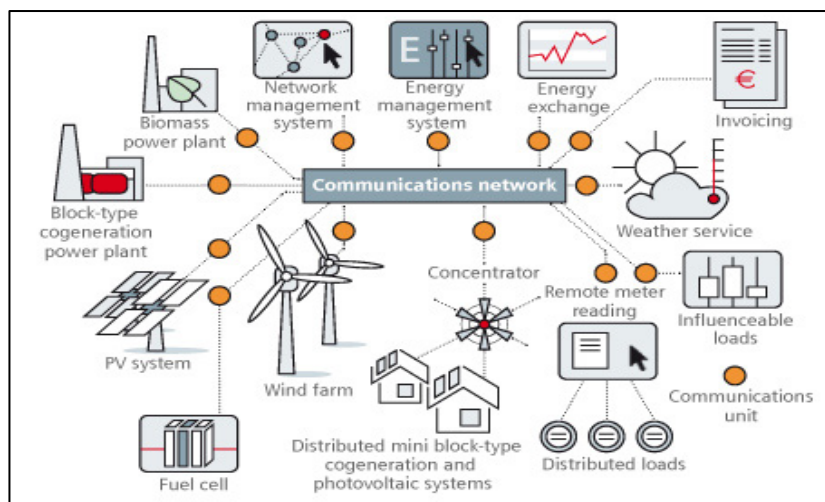 Biomass
power plant
Network
management
system
E
Energy
management
system
Energy
exchange
€
Invoicing
Communications network
Block-type
cogeneration
power plant
Weather service
PV system
Wind farm
Concentrator
Remote meter
reading
Influenceable
loads
Communications
unit
Fuel cell
Distributed mini block-type
cogeneration and
photovoltaic systems
Distributed loads